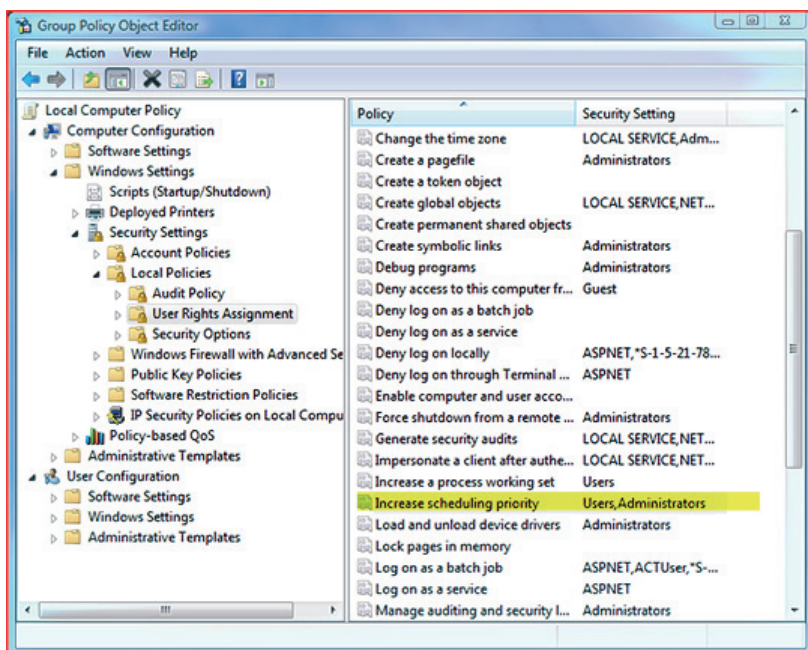 Group Policy Object Editor
File Action View Help
Local Computer Policy
Computer Configuration
Software Settings
Windows Settings
Scripts (Startup/Shutdown)
Deployed Printers
Security Settings
Account Policies
Local Policies
Audit Policy
User Rights Assignment
Security Options
Windows Firewall with Advanced Se
Public Key Policies
Software Restriction Policies
IP Security Policies on Local Compu
Policy-based QoS
Administrative Templates
User Configuration
Software Settings
Windows Settings
Administrative Templates
Policy Security Setting
Change the time zone LOCAL SERVICE,Adm...
Create a pagefile Administrators
Create a token object
Create global objects LOCAL SERVICE,NET...
Create permanent shared objects
Create symbolic links Administrators
Debug programs Administrators
Deny access to this computer fr... Guest
Deny log on as a batch job
Deny log on as a service
Deny log on locally ASPNET,*S-1-5-21-78...
Deny log on through Terminal ... ASPNET
Enable computer and user acco...
Force shutdown from a remote ... Administrators
Generate security audits LOCAL SERVICE,NET...
Impersonate a client after authe... LOCAL SERVICE,NET...
Increase a process working set Users
Increase scheduling priority Users,Administrators
Load and unload device drivers Administrators
Lock pages in memory
Log on as a batch job ASPNET,ACTUser,*S-...
Log on as a service ASPNET
Manage auditing and security l... Administrators